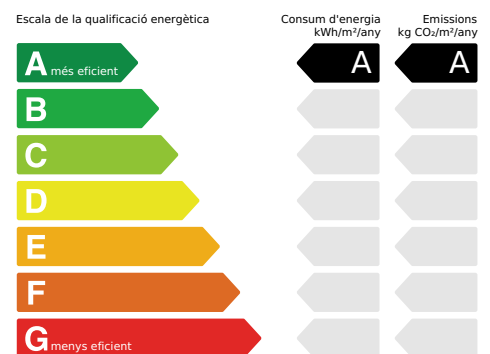 Escala de la qualificació energètica
Consum d'energia
kWh/m²/any
Emissions
kg CO₂/m²/any
A més eficient
A
A
B
C
D
E
F
G menys eficient